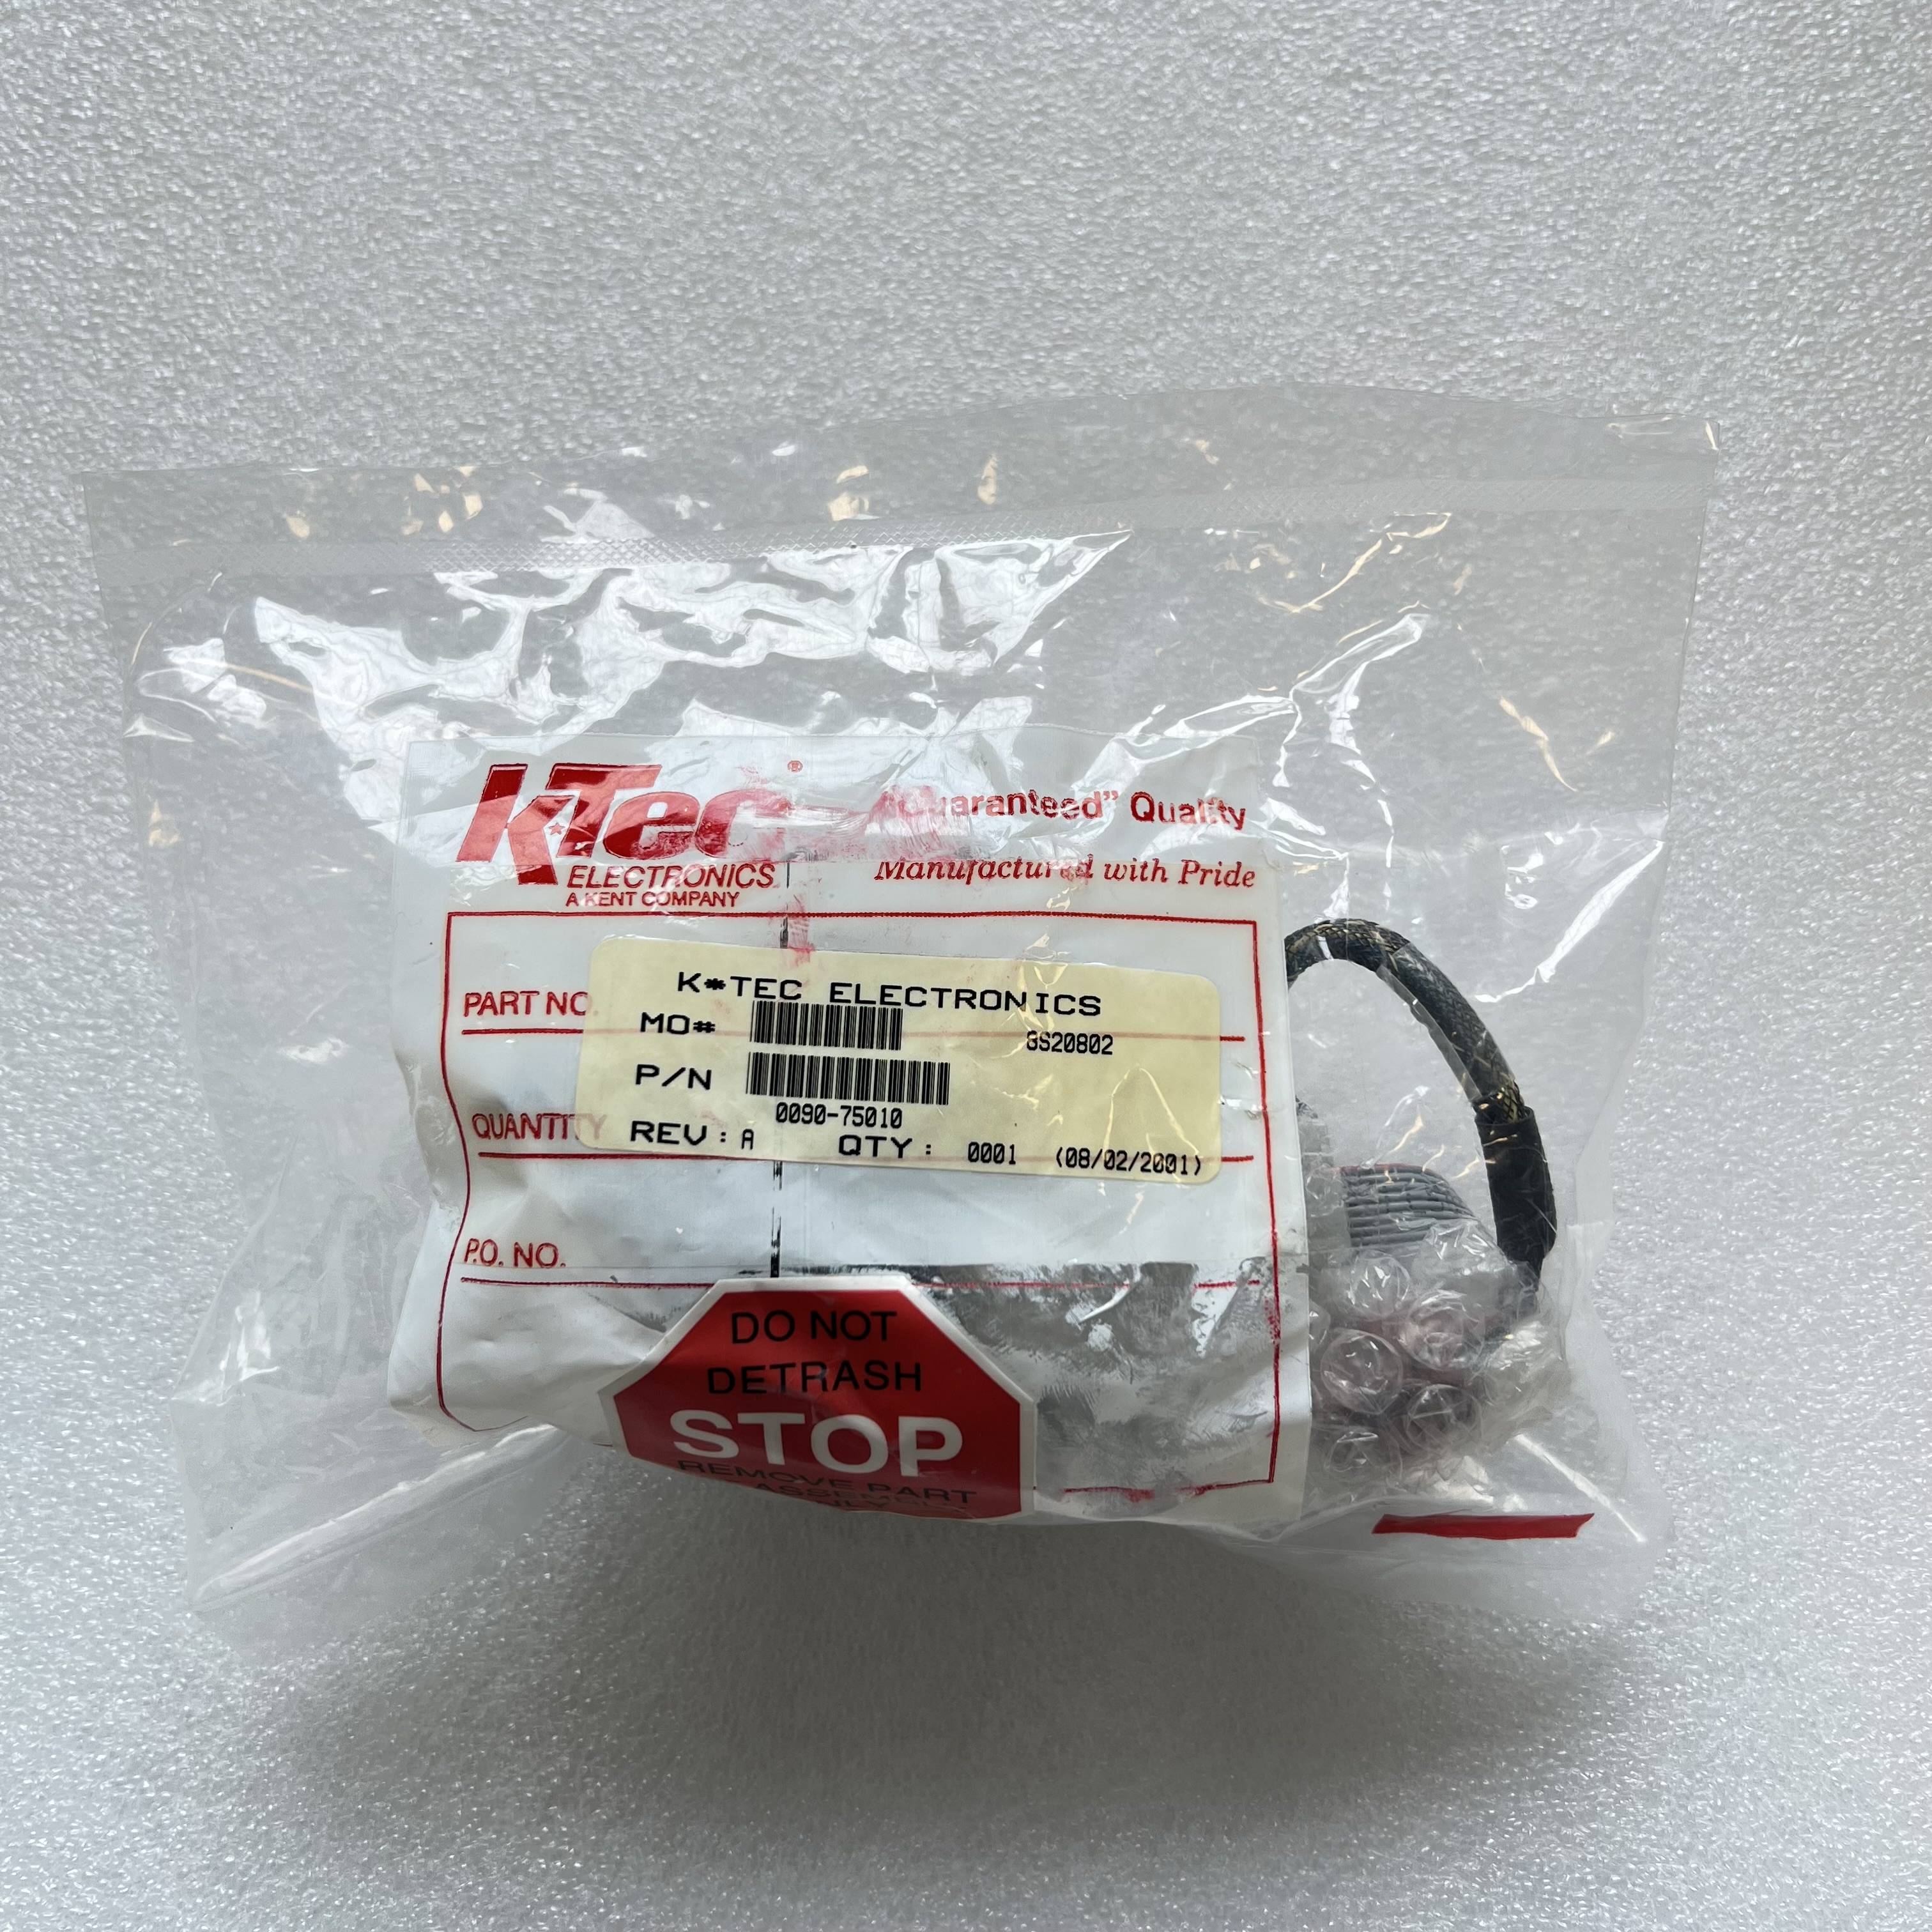 K*Tec ®
ELECTRONICS
A KENT COMPANY
"Guaranteed" Quality
Manufactured with Pride
PART NO.
K*TEC ELECTRONICS
MO# 8S20802
P/N
0090-75010
QUANTITY
REV: A QTY: 0001 (08/02/2001)
P.O. NO.
DO NOT
DETRASH
STOP
REMOVE PART